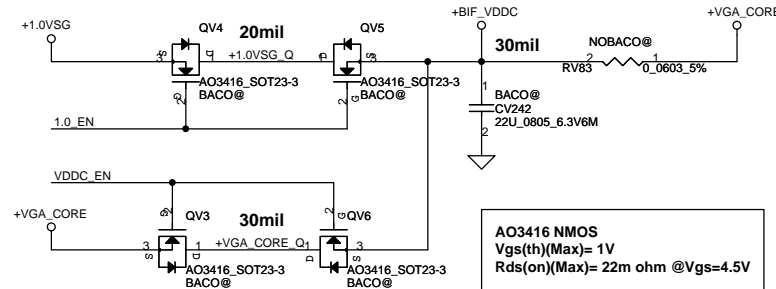 +BIF_VDDC
+VGA_CORE
+1.0VSG
QV4
20mil
QV5
30mil
NOBACO@
3
S
D
1
+1.0VSG_Q
1
D
S
3
2
1
RV83
0_0603_5%
AO3416_SOT23-3
BACO@
AO3416_SOT23-3
BACO@
G
2
2
G
1
BACO@
CV242
22U_0805_6.3V6M
2
1.0_EN
VDDC_EN
+VGA_CORE
2
G
QV3
30mil
2
G
QV6
3
S
1
D
+VGA_CORE_Q
1
D
3
S
AO3416_SOT23-3
BACO@
AO3416_SOT23-3
BACO@
AO3416 NMOS
Vgs(th)(Max)= 1V
Rds(on)(Max)= 22m ohm @Vgs=4.5V